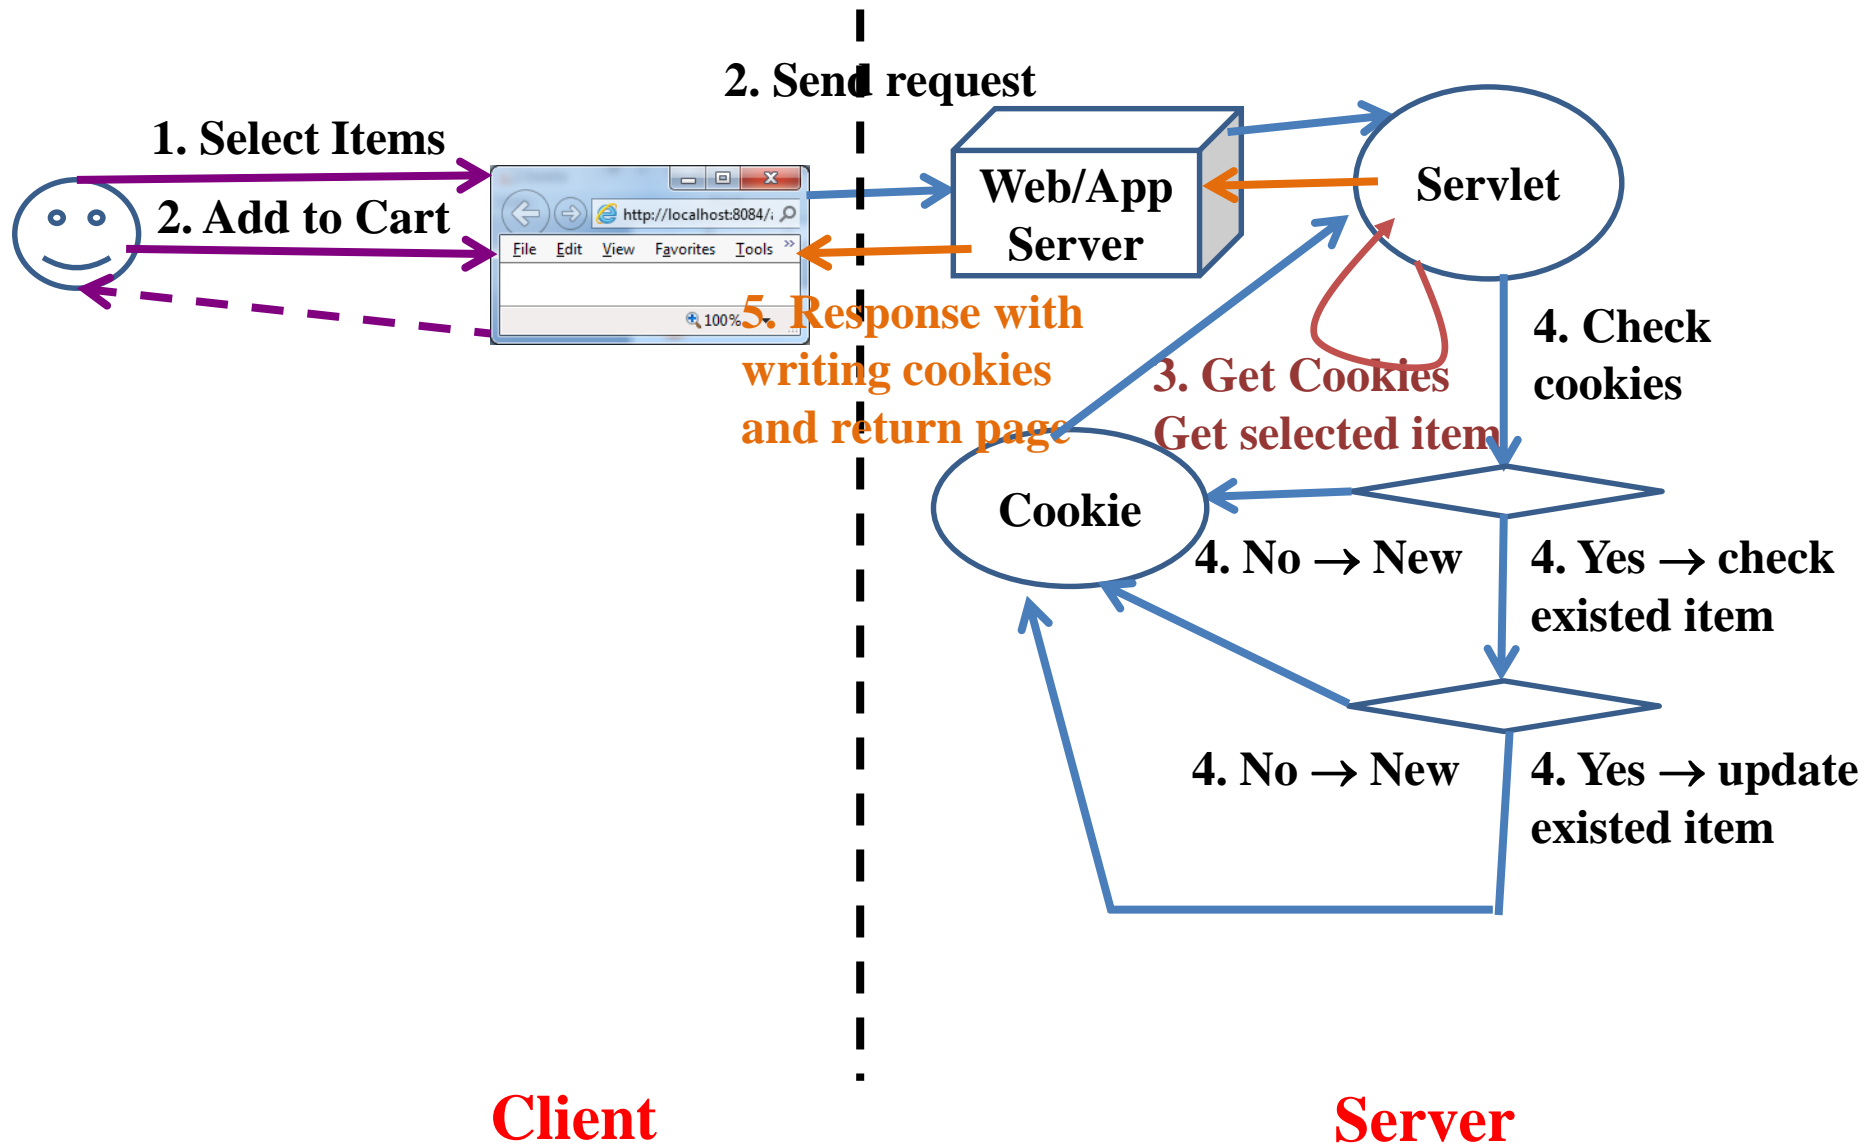 2. Send request
1. Select Items
2. Add to Cart
http://localhost:8084/
File Edit View Favorites Tools »
100%
Web/App
Server
Servlet
5. Response with
writing cookies
and return page
3. Get Cookies
Get selected item
4. Check
cookies
Cookie
4. No → New
4. Yes → check
existed item
4. No → New
4. Yes → update
existed item
Client
Server